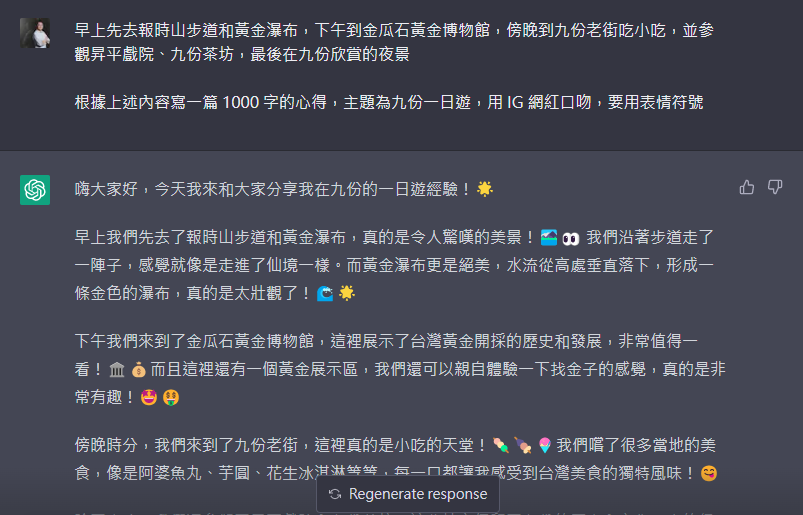 早上先去報時山步道和黃金瀑布，下午到金瓜石黃金博物館，傍晚到九份老街吃小吃，並參
觀昇平戲院、九份茶坊，最後在九份欣賞的夜景
根據上述內容寫一篇 1000 字的心得，主題為九份一日遊，用 IG 網紅口吻，要用表情符號
嗨大家好，今天我來和大家分享我在九份的一日遊經驗！🌟
早上我們先去了報時山步道和黃金瀑布，真的是令人驚嘆的美景！🏞️👀 我們沿著步道走了
一陣子，感覺就像是走進了仙境一樣。而黃金瀑布更是絕美，水流從高處垂直落下，形成一
條金色的瀑布，真的是太壯觀了！🌊🌟
下午我們來到了金瓜石黃金博物館，這裡展示了台灣黃金開採的歷史和發展，非常值得一
看！🏛️💰 而且這裡還有一個黃金展示區，我們還可以親自體驗一下找金子的感覺，真的是非
常有趣！🤩🤑
傍晚時分，我們來到了九份老街，這裡真的是小吃的天堂！🍡🍢🍧 我們嚐了很多當地的美
食，像是阿婆魚丸、芋圓、花生冰淇淋等等，每一口都讓我感受到台灣美食的獨特風味！😋
Regenerate response